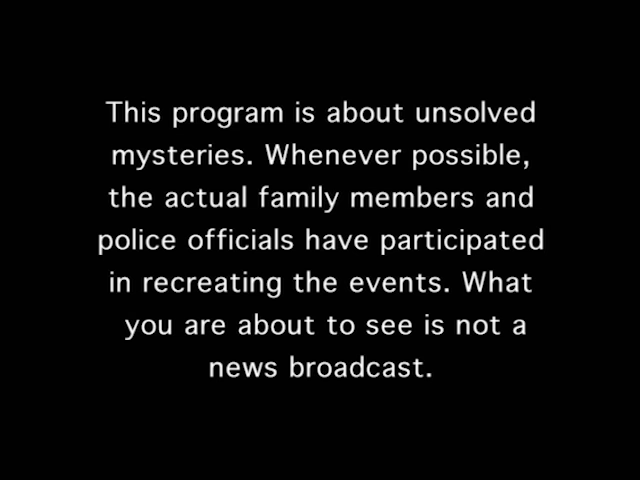 This program is about unsolved
mysteries. Whenever possible,
the actual family members and
police officials have participated
in recreating the events. What
you are about to see is not a
news broadcast.